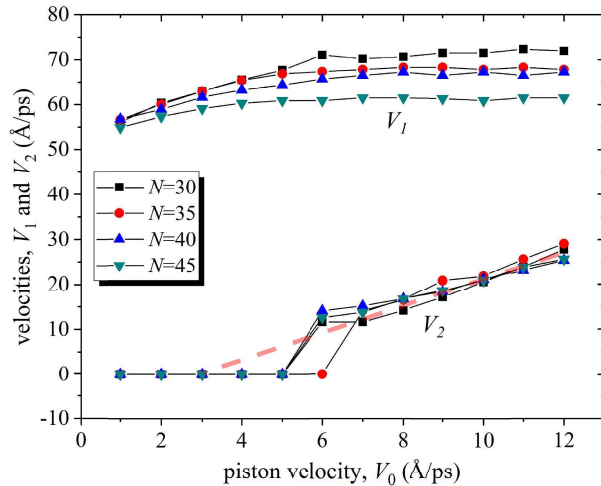 80
70
60
50
40
30
20
10
0
-10
velocities, V1 and V2 (Å/ps)
V1
N=30
N=35
N=40
N=45
V2
0 2 4 6 8 10 12
piston velocity, V0 (Å/ps)